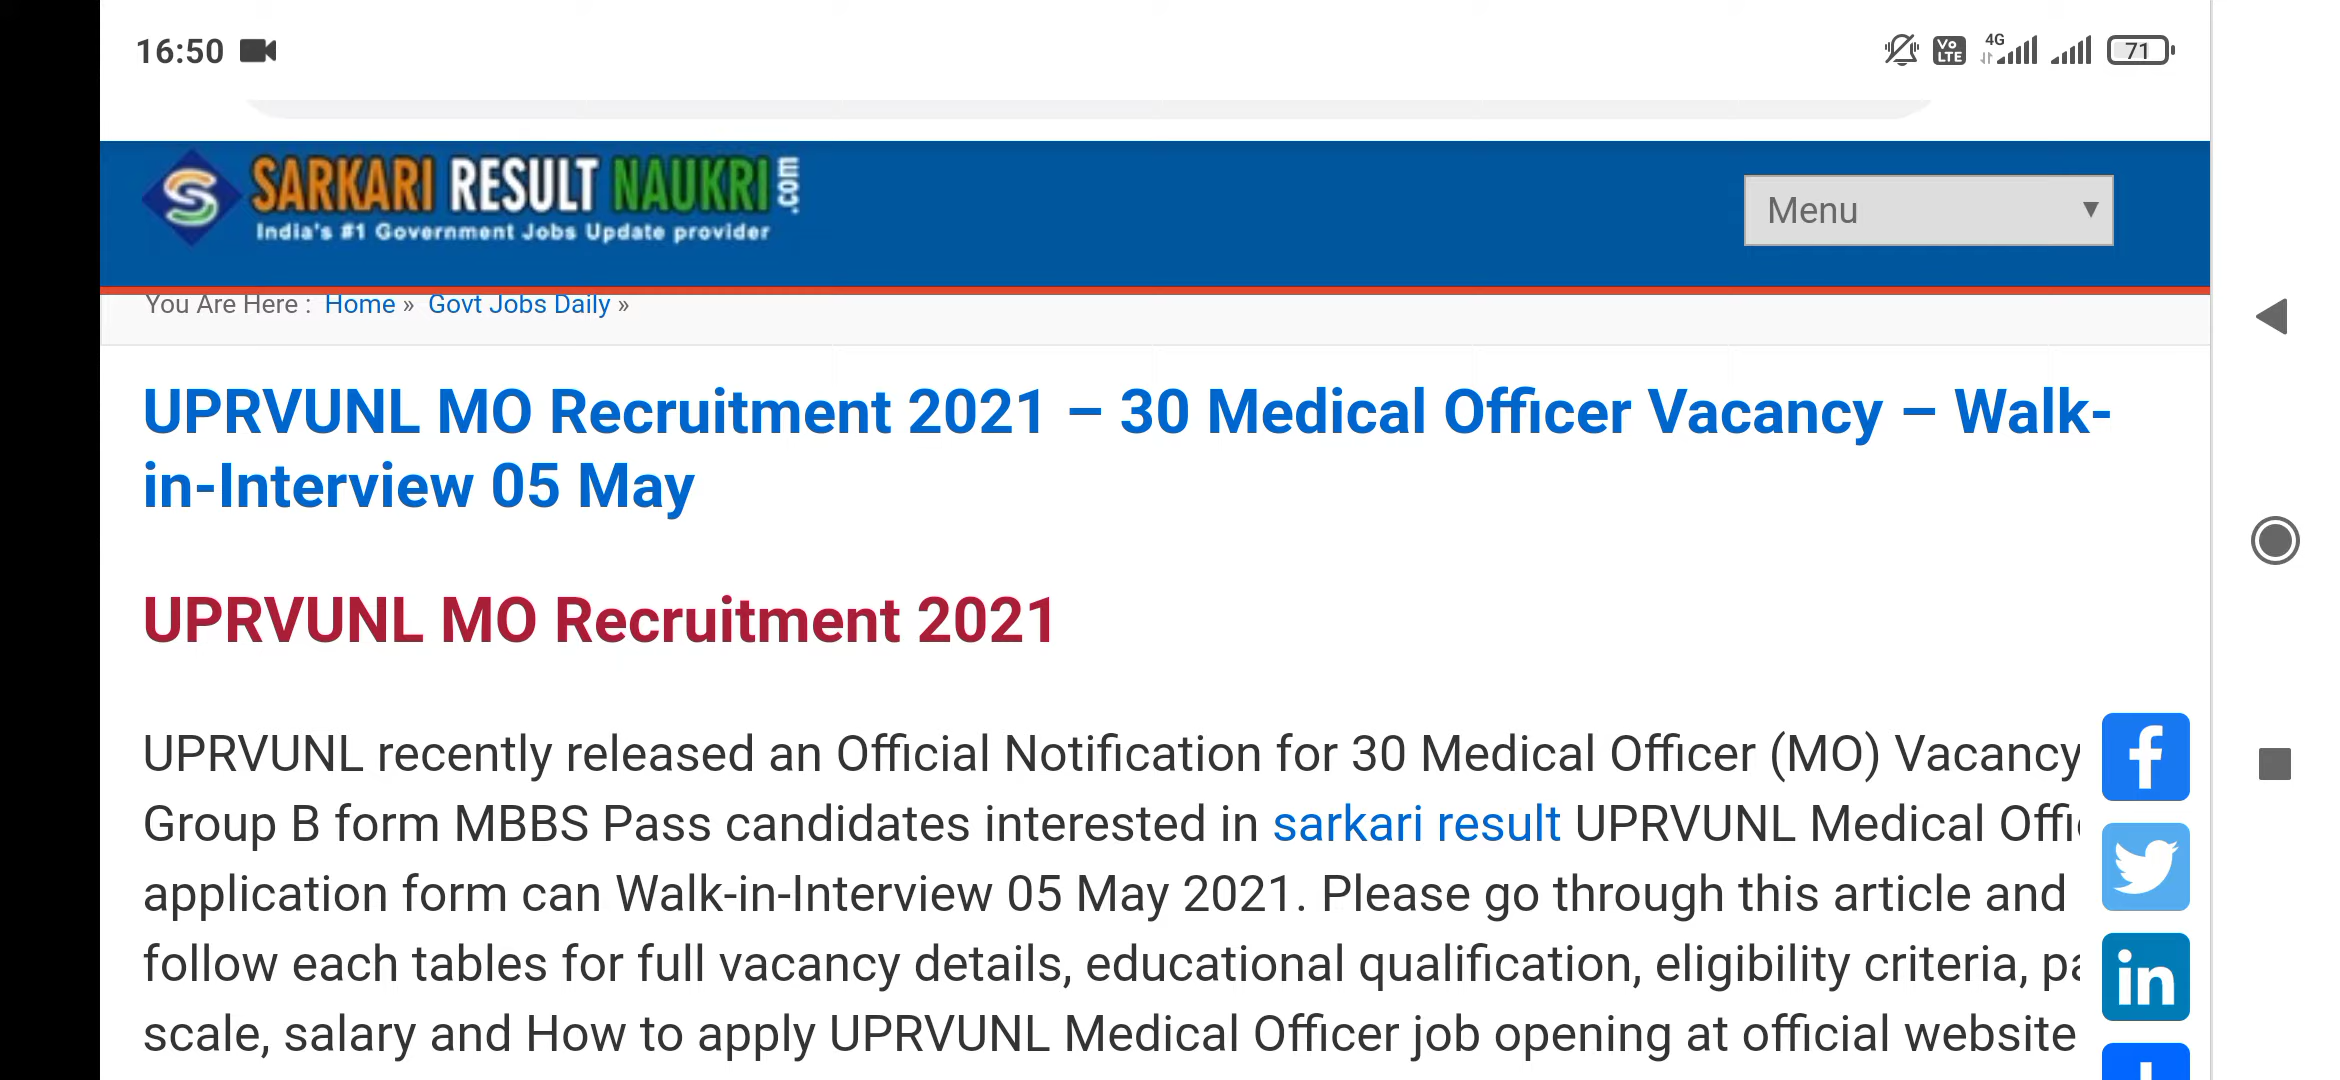 16:50
Vo LTE 4G 71
SARKARI RESULT NAUKRI .com
India's #1 Government Jobs Update provider
Menu
You Are Here : Home » Govt Jobs Daily »
UPRVUNL MO Recruitment 2021 – 30 Medical Officer Vacancy – Walk-
in-Interview 05 May
UPRVUNL MO Recruitment 2021
UPRVUNL recently released an Official Notification for 30 Medical Officer (MO) Vacancy
Group B form MBBS Pass candidates interested in sarkari result UPRVUNL Medical
application form can Walk-in-Interview 05 May 2021. Please go through this article and
follow each tables for full vacancy details, educational qualification, eligibility criteria,
scale, salary and How to apply UPRVUNL Medical Officer job opening at official website